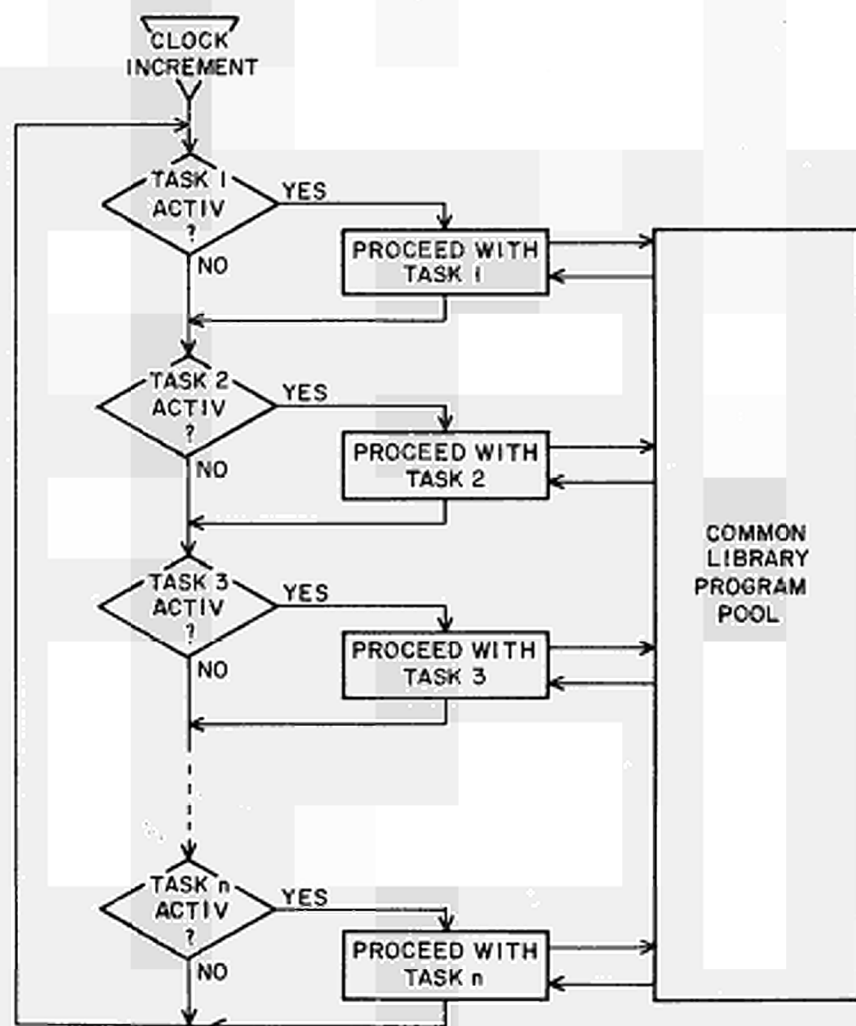 CLOCK
INCREMENT
TASK 1
ACTIV
?
YES
NO
PROCEED WITH
TASK 1
TASK 2
ACTIV
?
YES
NO
PROCEED WITH
TASK 2
TASK 3
ACTIV
?
YES
NO
PROCEED WITH
TASK 3
TASK n
ACTIV
?
YES
NO
PROCEED WITH
TASK n
COMMON
LIBRARY
PROGRAM
POOL